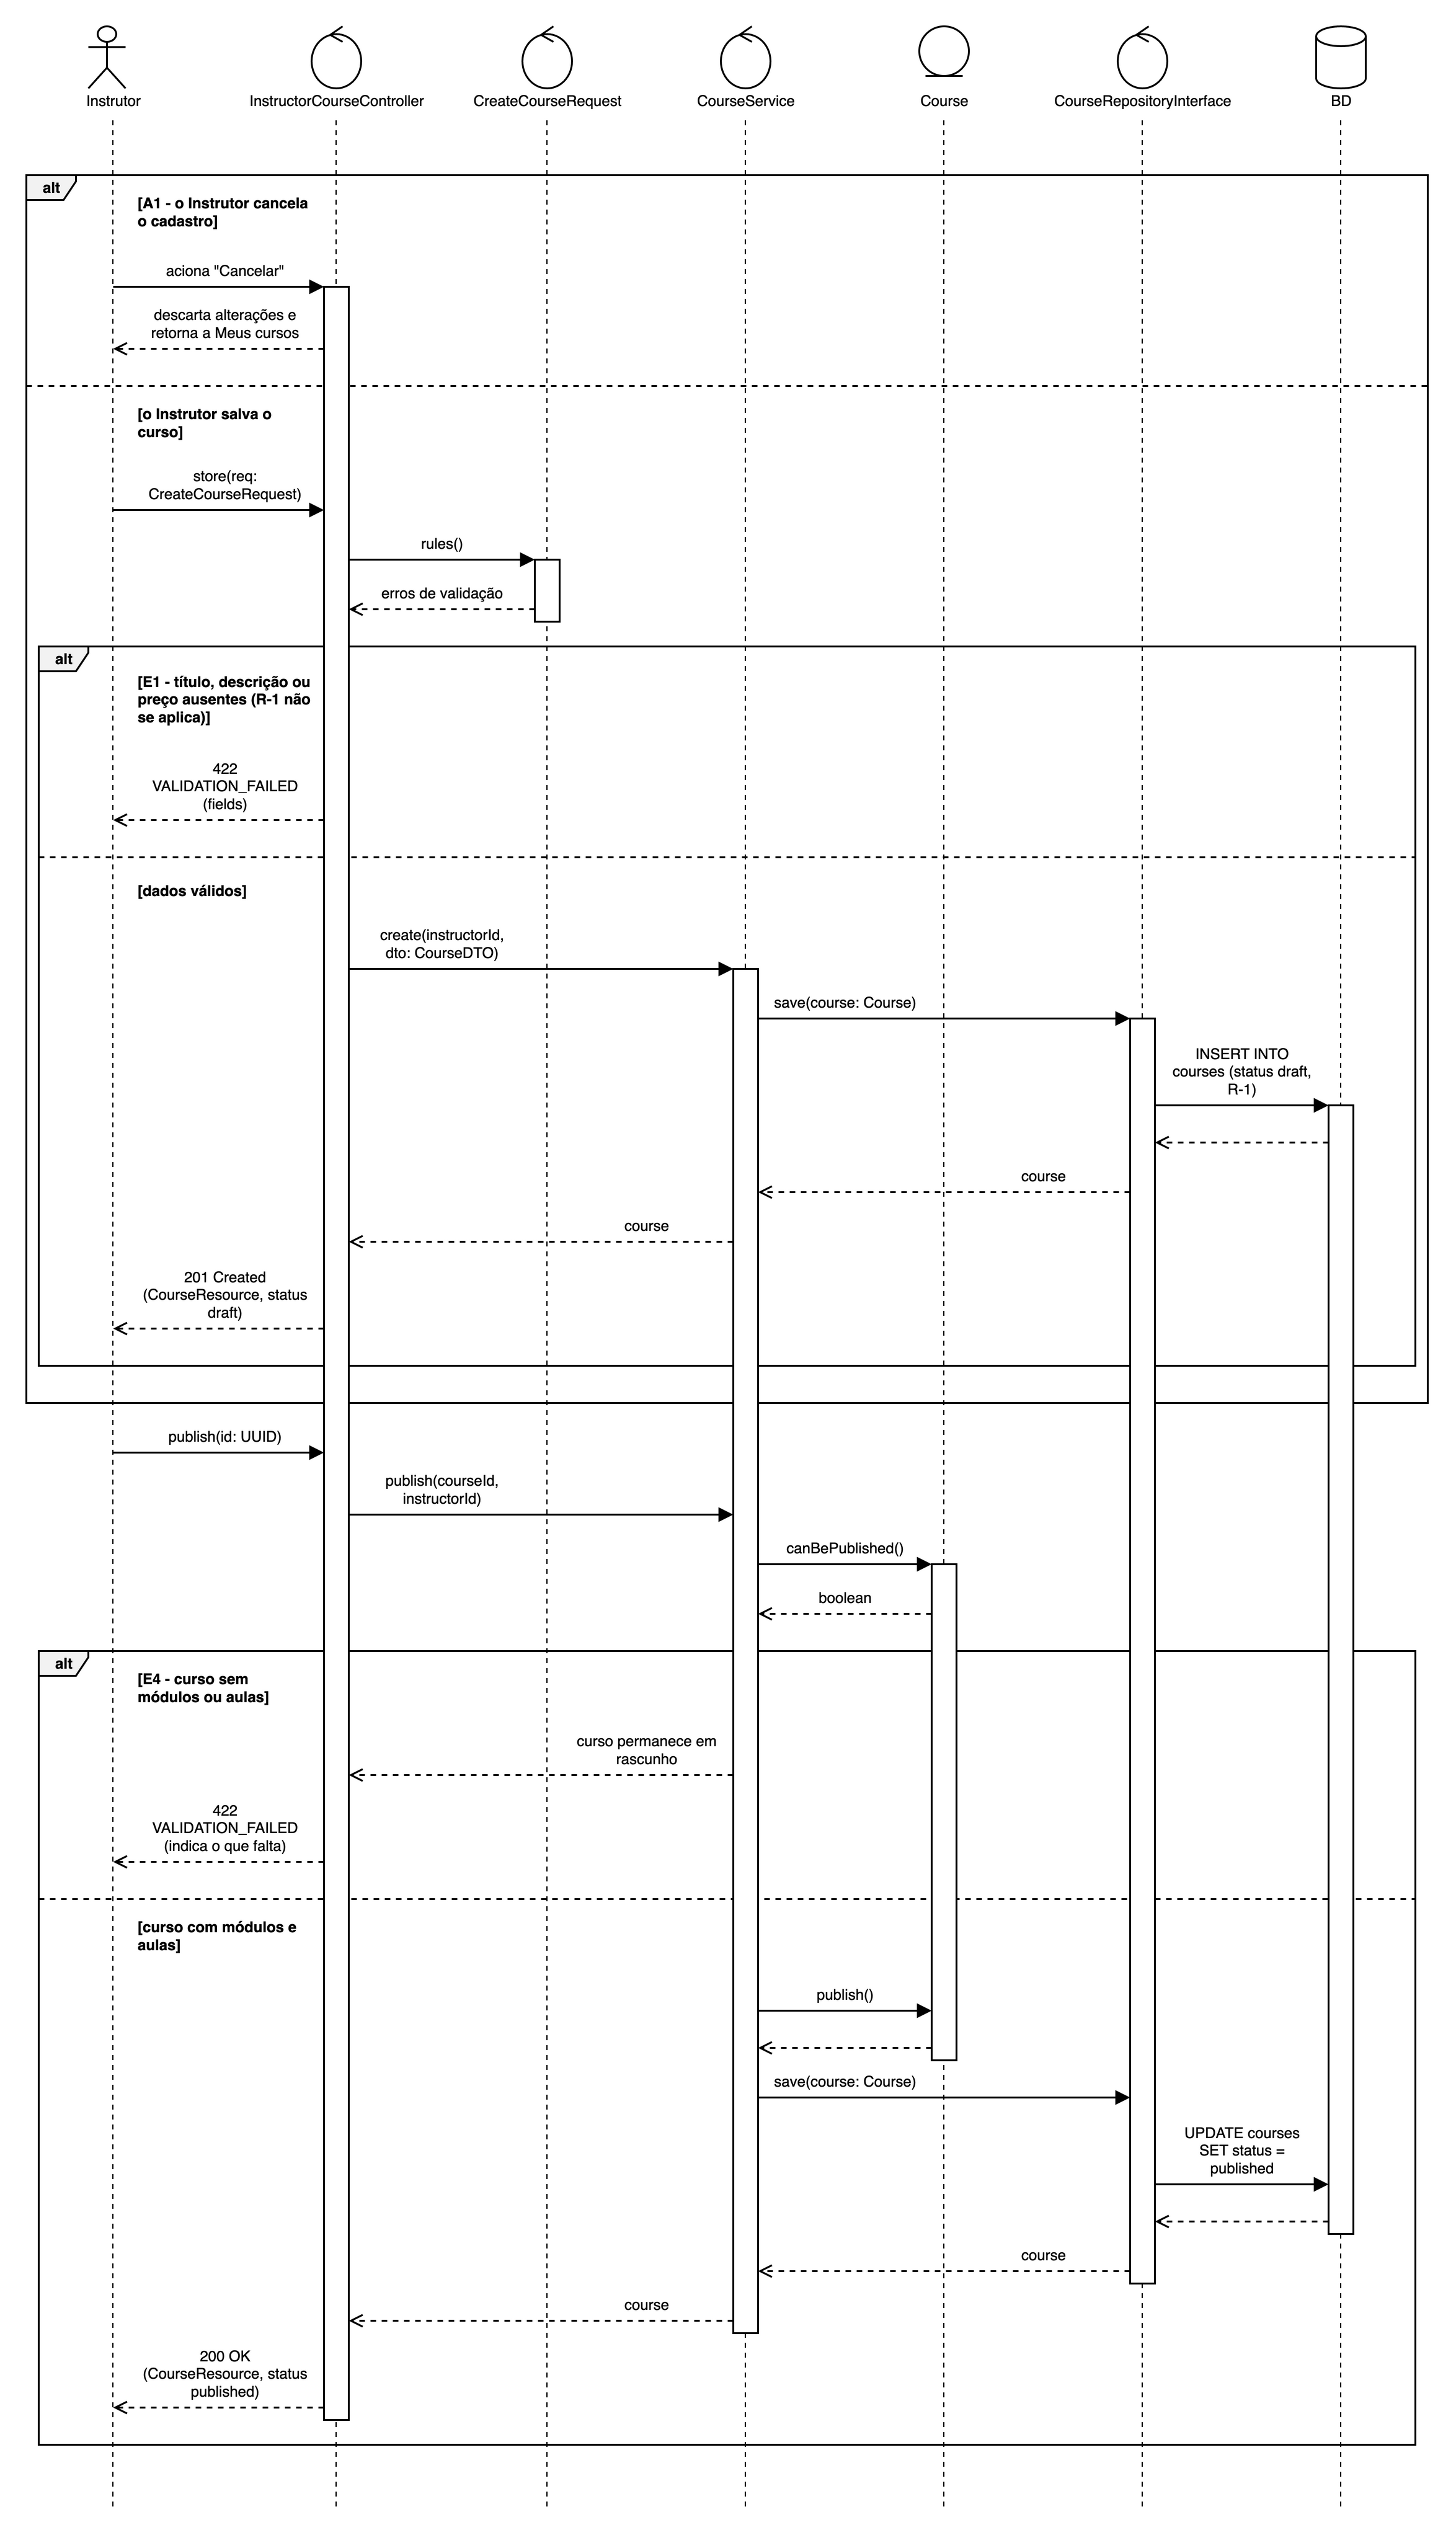 Instrutor
InstructorCourseController
CreateCourseRequest
CourseService
Course
CourseRepositoryInterface
BD
alt
[A1 - o Instrutor cancela
o cadastro]
aciona "Cancelar"
descarta alterações e
retorna a Meus cursos
[o Instrutor salva o
curso]
store(req:
CreateCourseRequest)
rules()
erros de validação
alt
[E1 - título, descrição ou
preço ausentes (R-1 não
se aplica)]
422
VALIDATION_FAILED
(fields)
[dados válidos]
create(instructorId,
dto: CourseDTO)
save(course: Course)
INSERT INTO
courses (status draft,
R-1)
course
course
201 Created
(CourseResource, status
draft)
publish(id: UUID)
publish(courseId,
instructorId)
canBePublished()
boolean
alt
[E4 - curso sem
módulos ou aulas]
curso permanece em
rascunho
422
VALIDATION_FAILED
(indica o que falta)
[curso com módulos e
aulas]
publish()
save(course: Course)
UPDATE courses
SET status =
published
course
course
200 OK
(CourseResource, status
published)